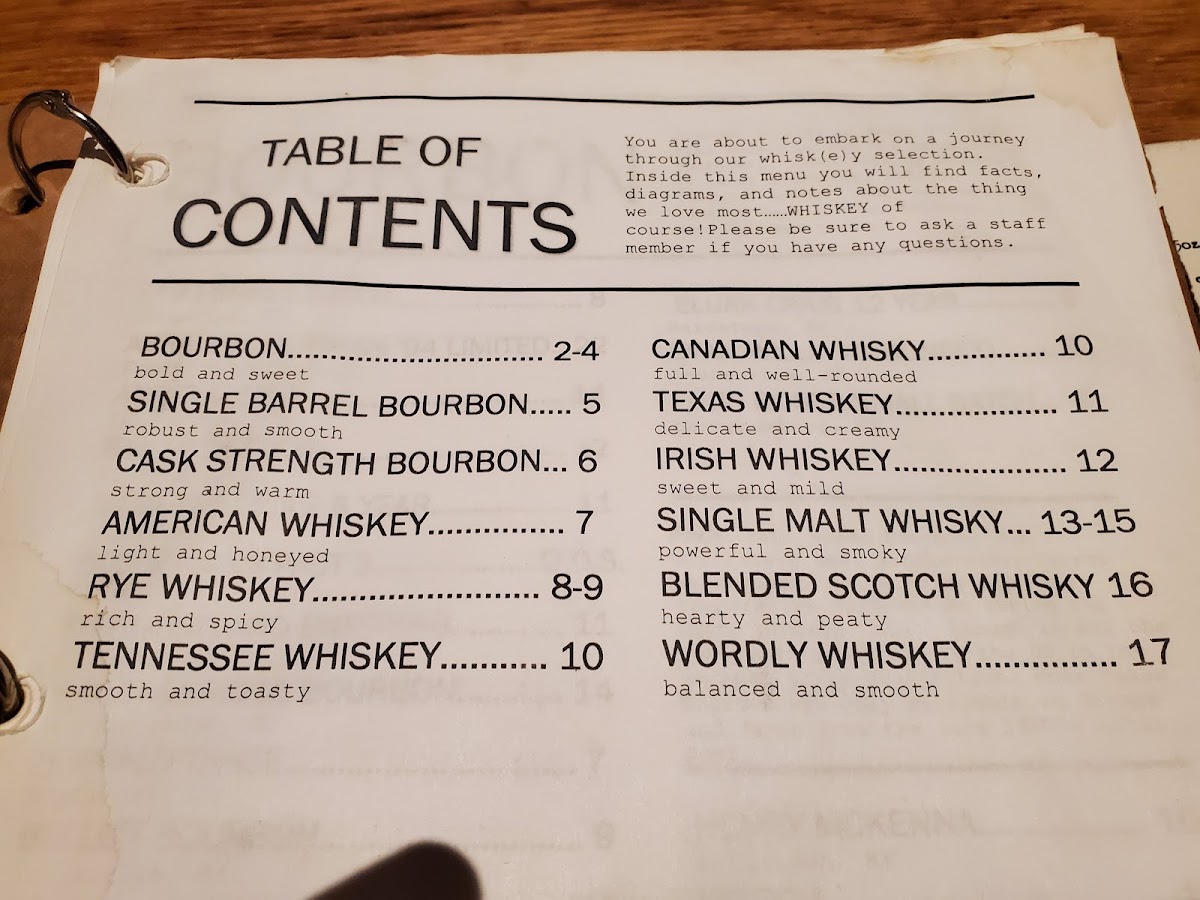 TABLE OF
CONTENTS
You are about to embark on a journey
through our whisk(e)y selection.
Inside this menu you will find facts,
diagrams, and notes about the thing
we love most……WHISKEY of
course!Please be sure to ask a staff
member if you have any questions.
BOURBON................................ 2-4
bold and sweet
SINGLE BARREL BOURBON..... 5
robust and smooth
CASK STRENGTH BOURBON... 6
strong and warm
AMERICAN WHISKEY............... 7
light and honeyed
RYE WHISKEY......................... 8-9
rich and spicy
TENNESSEE WHISKEY........... 10
smooth and toasty
CANADIAN WHISKY.............. 10
full and well-rounded
TEXAS WHISKEY.................... 11
delicate and creamy
IRISH WHISKEY..................... 12
sweet and mild
SINGLE MALT WHISKY... 13-15
powerful and smoky
BLENDED SCOTCH WHISKY 16
hearty and peaty
WORDLY WHISKEY............... 17
balanced and smooth